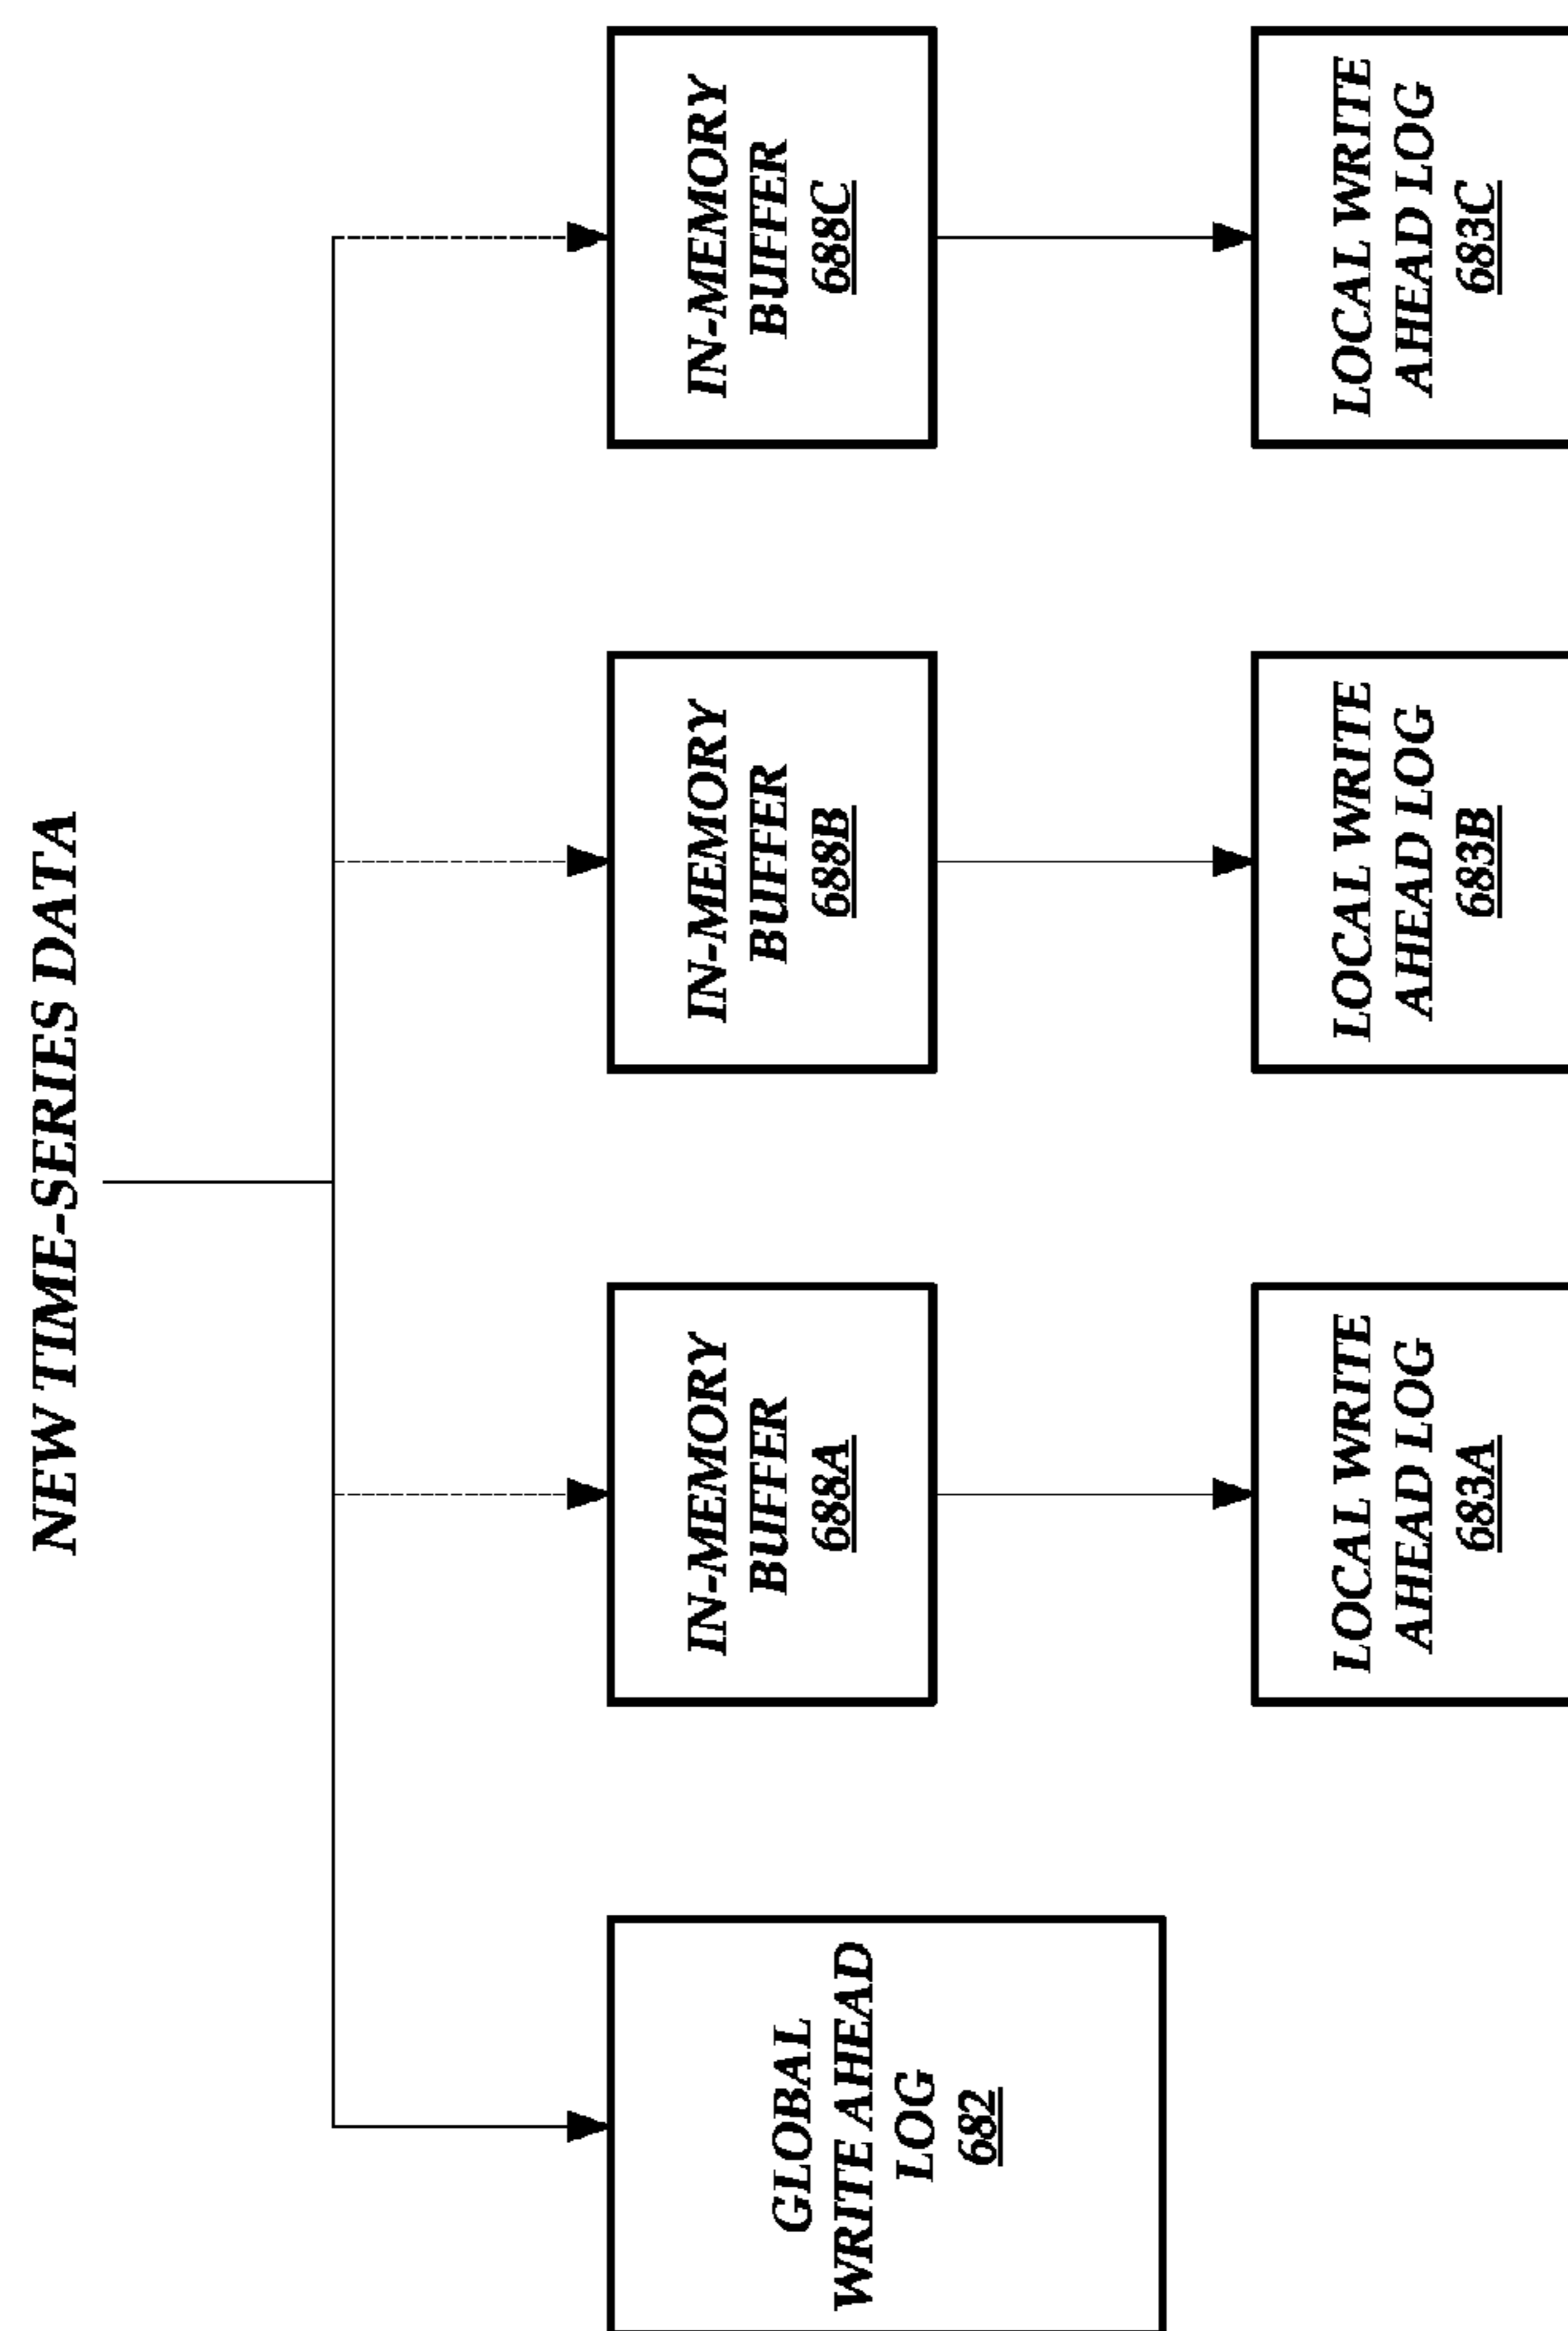 NEW TIME-SERIES DATA
GLOBAL
WRITE AHEAD
LOG
682
IN-MEMORY
BUFFER
688A
IN-MEMORY
BUFFER
688B
IN-MEMORY
BUFFER
688C
LOCAL WRITE
AHEAD LOG
683A
LOCAL WRITE
AHEAD LOG
683B
LOCAL WRITE
AHEAD LOG
683C